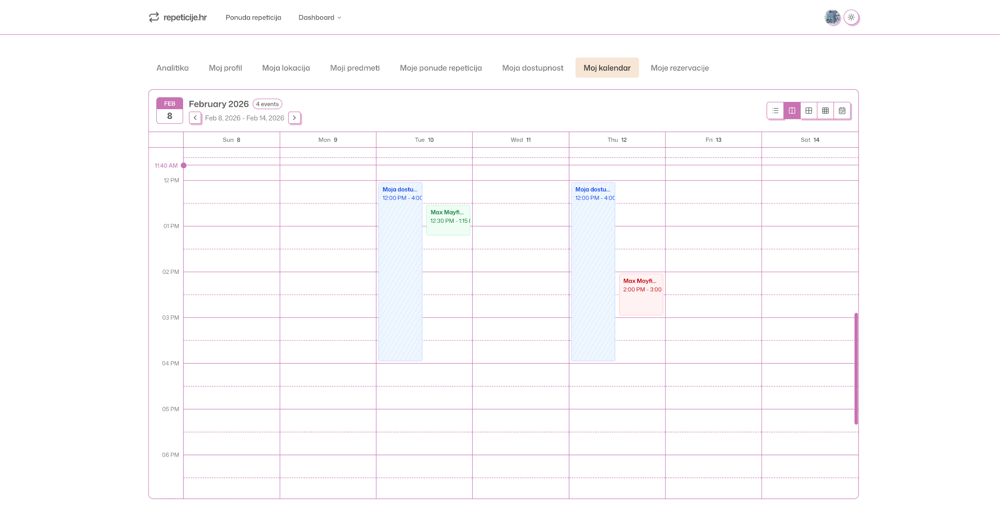 repeticije.hr
Ponuda repeticija
Dashboard
Analitika
Moj profil
Moja lokacija
Moji predmeti
Moje ponude repeticija
Moja dostupnost
Moj kalendar
Moje rezervacije
FEB
8
February 2026
4 events
Feb 8, 2026 - Feb 14, 2026
Sun 8
Mon 9
Tue 10
Wed 11
Thu 12
Fri 13
Sat 14
11:40 AM
12 PM
Moja dostu...
12:00 PM - 4:00
Moja dostu...
12:00 PM - 4:00
Max Mayfi...
12:30 PM - 1:15
01 PM
02 PM
Max Mayfi...
2:00 PM - 3:00
03 PM
04 PM
05 PM
06 PM